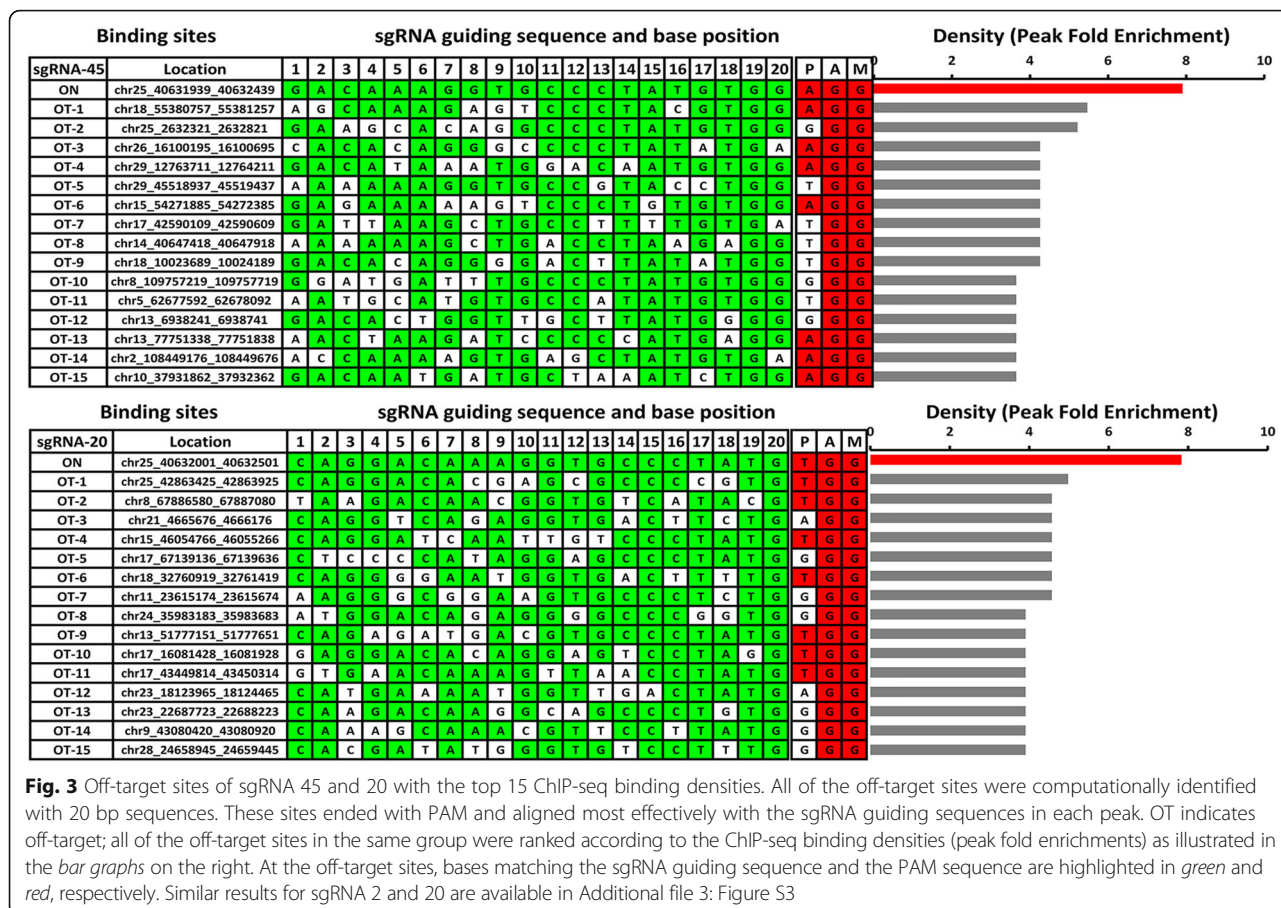 Binding sites sgRNA guiding sequence and base position Density (Peak Fold Enrichment)
sgRNA-45 Location 1 2 3 4 5 6 7 8 9 10 11 12 13 14 15 16 17 18 19 20 P A M 0 2 4 6 8 10
ON chr25_40631939_40632439 G A C A A A G G T G C C C T A T G T G G A G G
OT-1 chr18_55380757_55381257 A G C A A A G A G T C C C T A C G T G G A G G
OT-2 chr25_2632321_2632821 G A A G C A C A G G C C C T A T G T G G G G G
OT-3 chr26_16100195_16100695 C A C A C A G G G C C C C T A T A T G A A G G
OT-4 chr29_12763711_12764211 G A C A T A A A T G G A C A A T G T G G A G G
OT-5 chr29_45518937_45519437 A A A A A A G G T G C C G T A C C T G G T G G
OT-6 chr15_54271885_54272385 G A G A A A A A G T C C C T G T G T G G A G G
OT-7 chr17_42590109_42590609 G A T T A A G C T G C C T T T T G T G A T G G
OT-8 chr14_40647418_40647918 A A A A A A G C T G A C C T A A G A G G T G G
OT-9 chr18_10023689_10024189 G A C A C A G G G G A C T T A T A T G G T G G
OT-10 chr8_109757219_109757719 G G A T G A T T T G C C C T A T G T G G G G G
OT-11 chr5_62677592_62678092 A A T G C A T G T G C C A T A T G T G G T G G
OT-12 chr13_6938241_6938741 G A C A C T G G T T G C T T A T G G G G G G G
OT-13 chr13_77751338_77751838 A A C T A A G A T C C C C C A T G A G G A G G
OT-14 chr2_108449176_108449676 A C C A A A A G T G A G C T A T G T G A A G G
OT-15 chr10_37931862_37932362 G A C A A T G A T G C T A A A T C T G G A G G
Binding sites sgRNA guiding sequence and base position Density (Peak Fold Enrichment)
sgRNA-20 Location 1 2 3 4 5 6 7 8 9 10 11 12 13 14 15 16 17 18 19 20 P A M 0 2 4 6 8 10
ON chr25_40632001_40632501 C A G G A C A A A G G T G C C C T A T G T G G
OT-1 chr25_42863425_42863925 C A G G A C A C G A G C G C C C C G T G T G G
OT-2 chr8_67886580_67887080 T A A G A C A A C G G T G T C A T A C G T G G
OT-3 chr21_4665676_4666176 C A G G T C A G A G G T G A C T T C T G A G G
OT-4 chr15_46054766_46055266 C A G G A T C A A T T G T C C C T A T G T G G
OT-5 chr17_67139136_67139636 C T C C C C A T A G G A G C C C T A T G G G G
OT-6 chr18_32760919_32761419 C A G G G G A A T G G T G A C T T T T G T G G
OT-7 chr11_23615174_23615674 A A G G G C G G A A G T G C C C T C T G G G G
OT-8 chr24_35983183_35983683 A T G G A C A G A G G G G C C C G G T G G G G
OT-9 chr13_51777151_51777651 C A G A G A T G A C G T G C C C T A T G T G G
OT-10 chr17_16081428_16081928 G A G G A C A C A G G A G T C C T A G G T G G
OT-11 chr17_43449814_43450314 G T G A A C A A A G T T A A C C T A T G T G G
OT-12 chr23_18123965_18124465 C A T G A A A A T G G T T G A C T A T G A G G
OT-13 chr23_22687723_22688223 C A A G A C A A G G C A G C C C T G T G G G G
OT-14 chr9_43080420_43080920 C A A A G C A A A C G T T C C T T A T G G G G
OT-15 chr28_24658945_24659445 C A C G A T A T G G G T G T C C T T T G G G G
Fig. 3 Off-target sites of sgRNA 45 and 20 with the top 15 ChIP-seq binding densities. All of the off-target sites were computationally identified
with 20 bp sequences. These sites ended with PAM and aligned most effectively with the sgRNA guiding sequences in each peak. OT indicates
off-target; all of the off-target sites in the same group were ranked according to the ChIP-seq binding densities (peak fold enrichments) as illustrated in
the bar graphs on the right. At the off-target sites, bases matching the sgRNA guiding sequence and the PAM sequence are highlighted in green and
red, respectively. Similar results for sgRNA 2 and 20 are available in Additional file 3: Figure S3